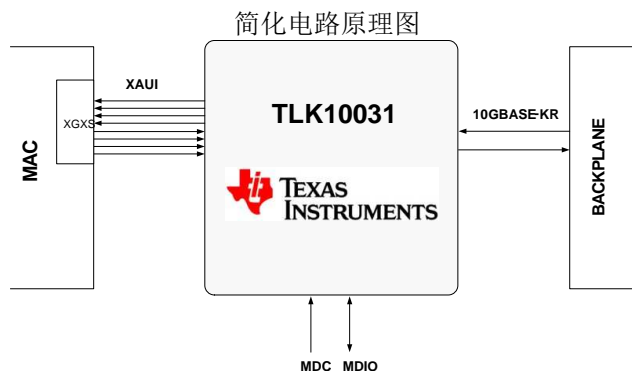 简化电路原理图
XAUI
XGXS
MAC
TLK10031
TEXAS
INSTRUMENTS
10GBASE-KR
BACKPLANE
MDC
MDIO